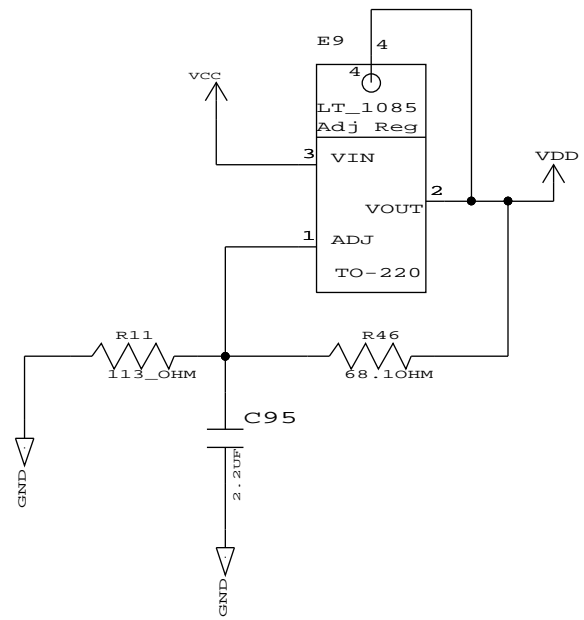 E9
4
4
VCC
LT_1085
Adj Reg
3
VIN
VDD
2
VOUT
1
ADJ
TO-220
R11
113_OHM
R46
68.1OHM
C95
2.2UF
GND
GND